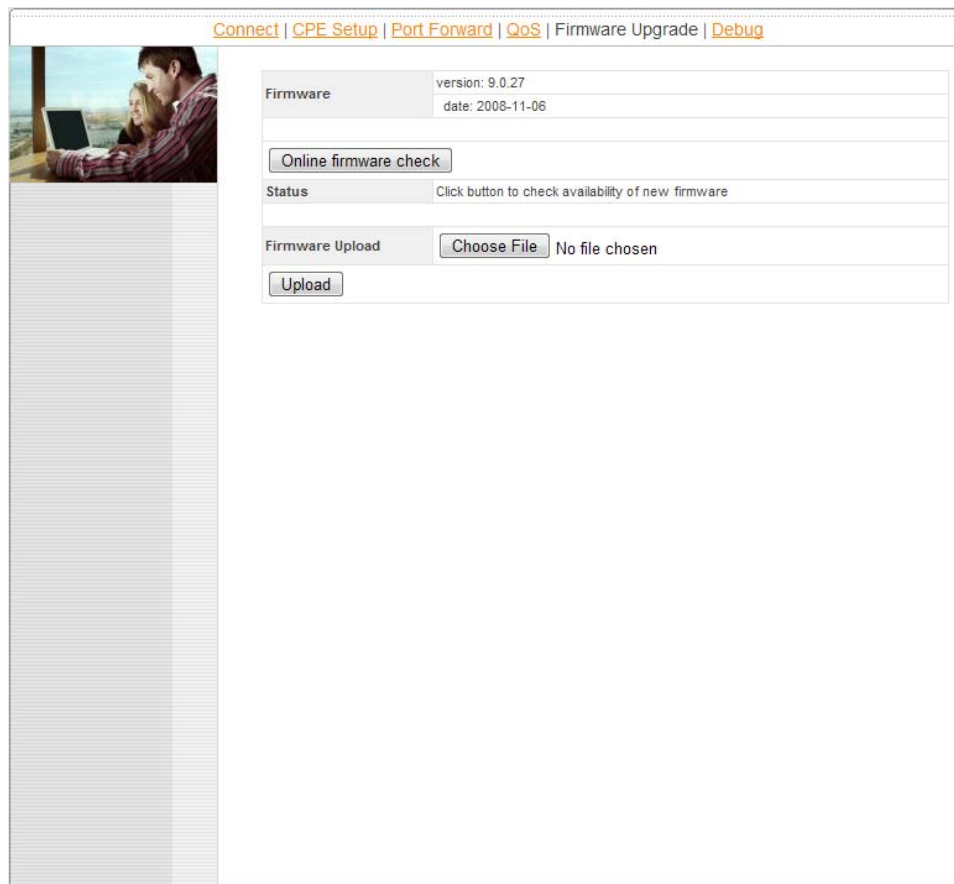 Connect | CPE Setup | Port Forward | QoS | Firmware Upgrade | Debug
Firmware
version: 9.0.27
date: 2008-11-06
Online firmware check
Status
Click button to check availability of new firmware
Firmware Upload
Choose File No file chosen
Upload